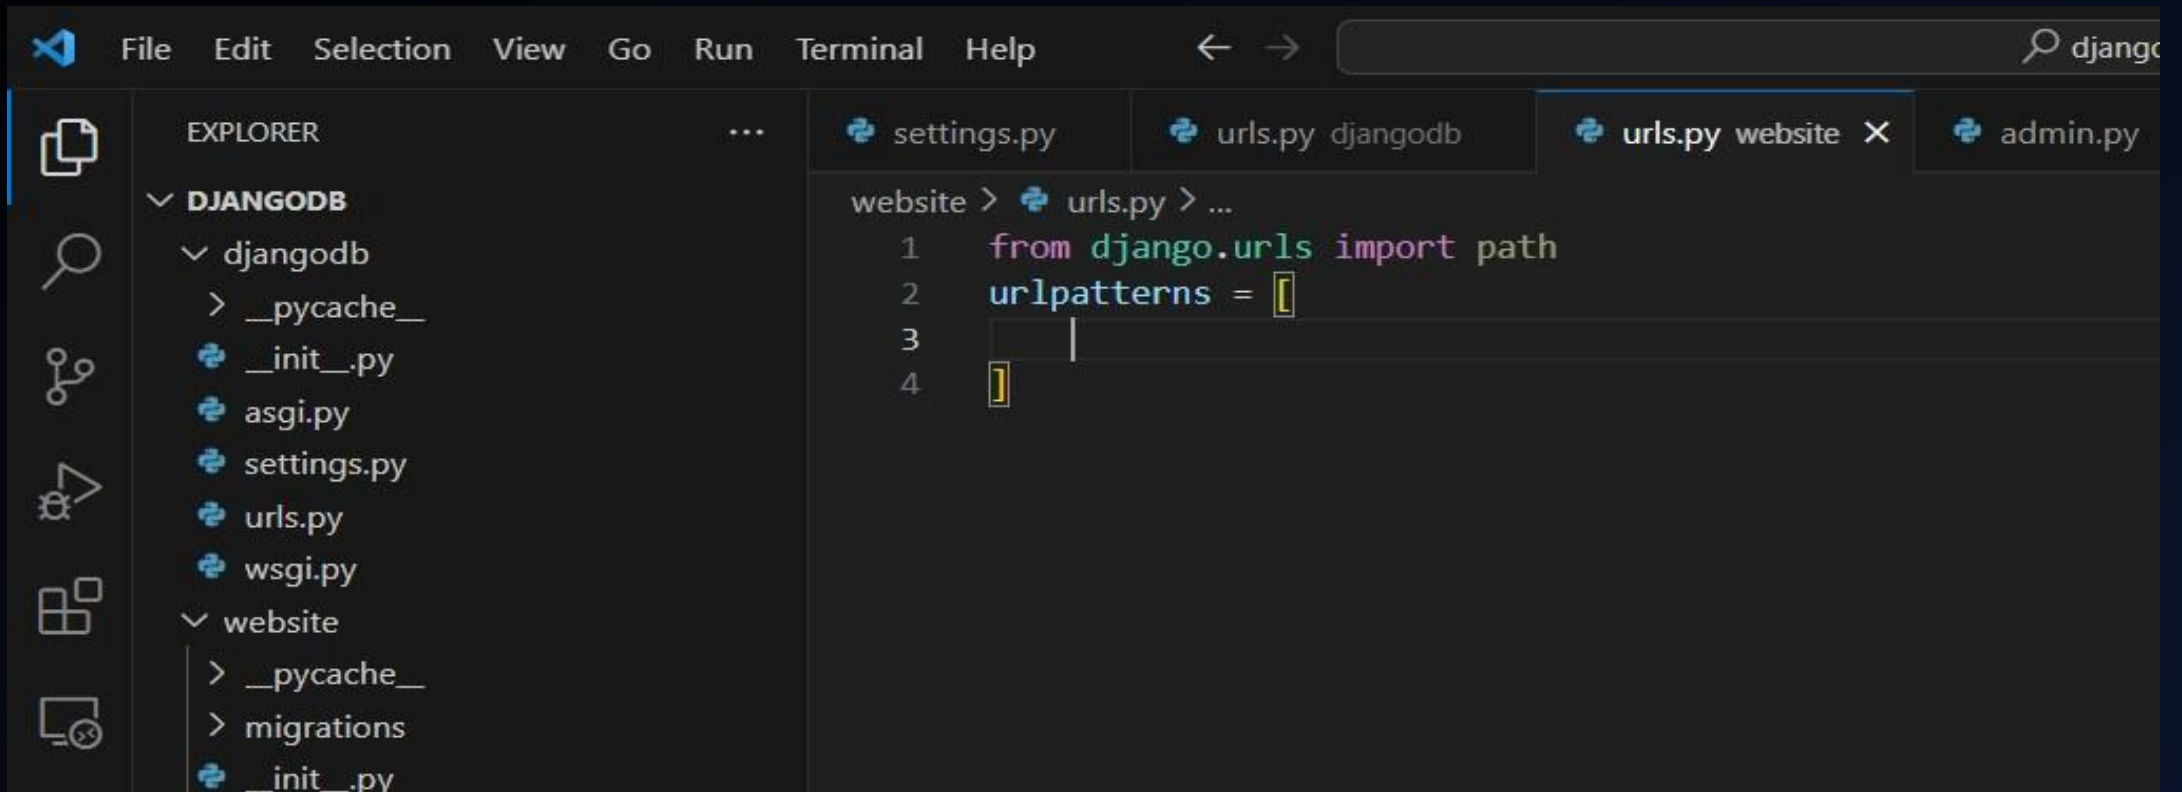 File Edit Selection View Go Run Terminal Help
EXPLORER ...
DJANGODB
djangodb
__pycache__
__init__.py
asgi.py
settings.py
urls.py
wsgi.py
website
__pycache__
migrations
__init__.py
settings.py urls.py djangodb urls.py website admin.py
website > urls.py > ...
1 from django.urls import path
2 urlpatterns = [
3
4 ]